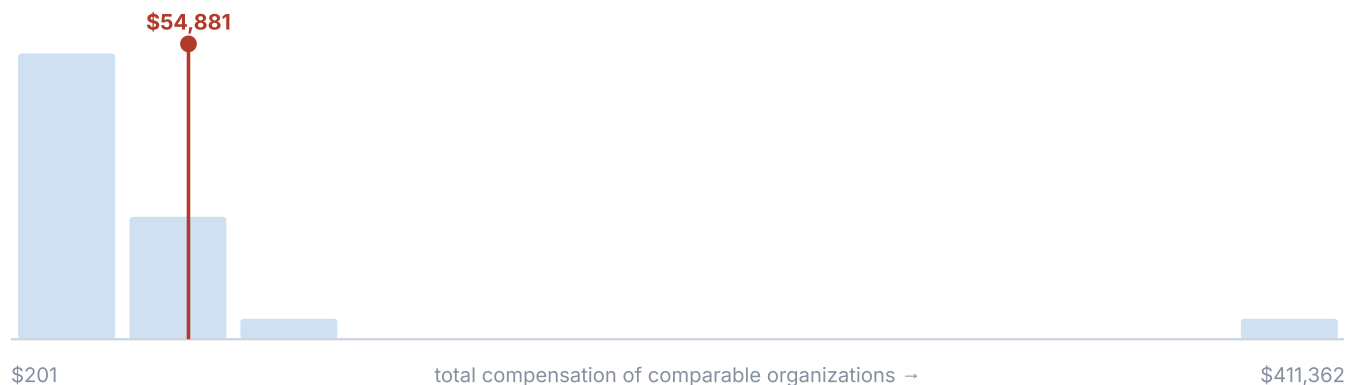 $54,881
$201 total compensation of comparable organizations → $411,362